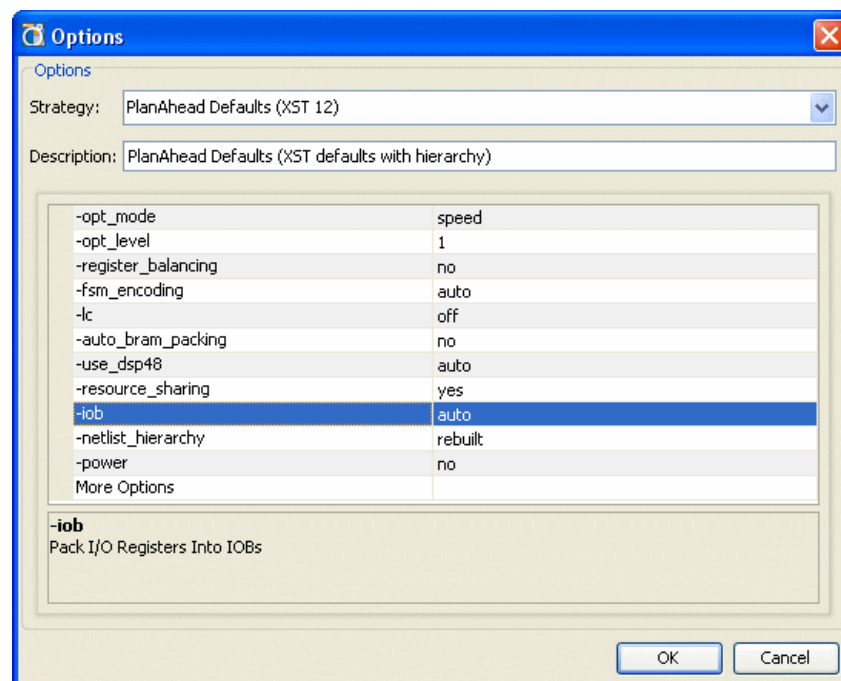 Options
Options
Strategy: PlanAhead Defaults (XST 12)
Description: PlanAhead Defaults (XST defaults with hierarchy)
-opt_mode speed
-opt_level 1
-register_balancing no
-fsm_encoding auto
-lc off
-auto_bram_packing no
-use_dsp48 auto
-resource_sharing yes
-iob auto
-netlist_hierarchy rebuilt
-power no
More Options
-iob
Pack I/O Registers Into IOBs
OK Cancel